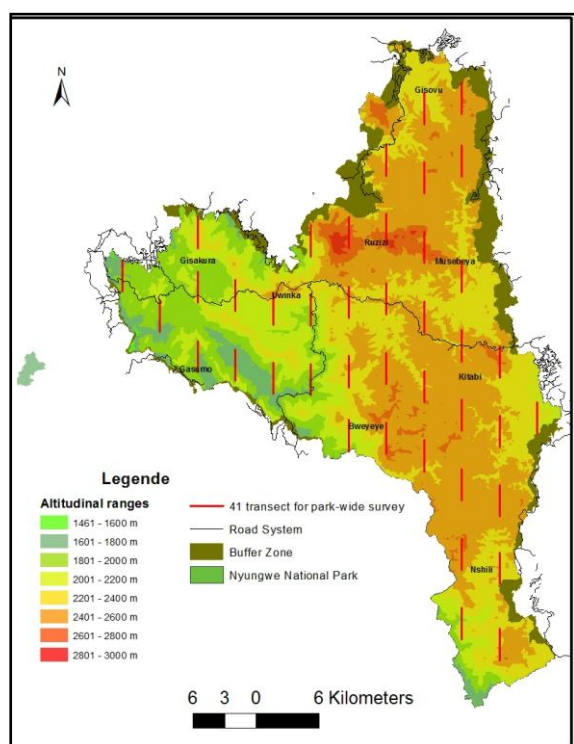 N
Gisovu
Ruzizi
Gisakura
Musebeya
Uwinka
Gasumo
Kitabi
Bweyeye
Nshili
Legende
Altitudinal ranges
1461 - 1600 m
1601 - 1800 m
1801 - 2000 m
2001 - 2200 m
2201 - 2400 m
2401 - 2600 m
2601 - 2800 m
2801 - 3000 m
41 transect for park-wide survey
Road System
Buffer Zone
Nyungwe National Park
6 3 0 6 Kilometers